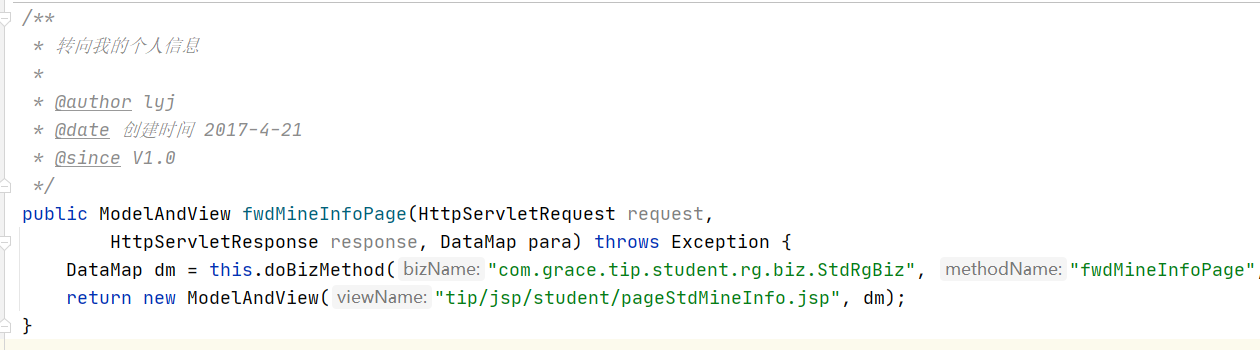 /**
 * 转向我的个人信息
 *
 * @author lyj
 * @date 创建时间 2017-4-21
 * @since V1.0
 */
public ModelAndView fwdMineInfoPage(HttpServletRequest request,
        HttpServletResponse response, DataMap para) throws Exception {
    DataMap dm = this.doBizMethod( bizName: "com.grace.tip.student.rg.biz.StdRgBiz", methodName: "fwdMineInfoPage",
    return new ModelAndView( viewName: "tip/jsp/student/pageStdMineInfo.jsp", dm);
}